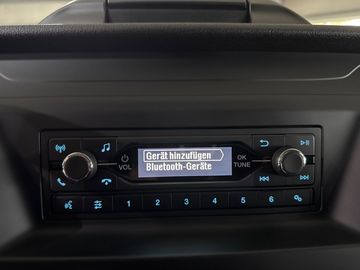 Gerät hinzufügen
Bluetooth-Geräte
VOL
OK
TUNE
1 2 3 4 5 6